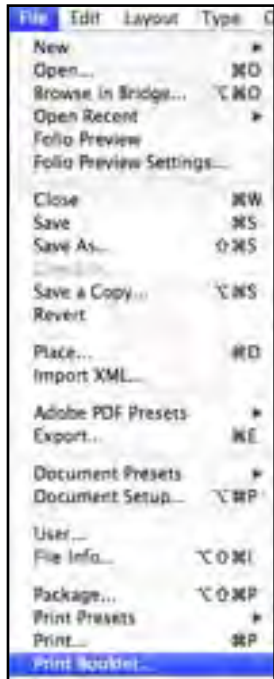 File Edit Layout Type
New
Open... ⌘O
Browse in Bridge... ⌥⌘O
Open Recent
Folio Preview
Folio Preview Settings...
Close ⌘W
Save ⌘S
Save As... ⇧⌘S
Save a Copy... ⌥⌘S
Revert
Place... ⌘D
Import XML...
Adobe PDF Presets
Export... ⌘E
Document Presets
Document Setup... ⌥⌘P
User...
File Info... ⌥⇧⌘I
Package... ⌥⇧⌘P
Print Presets
Print... ⌘P
Print Booklet...